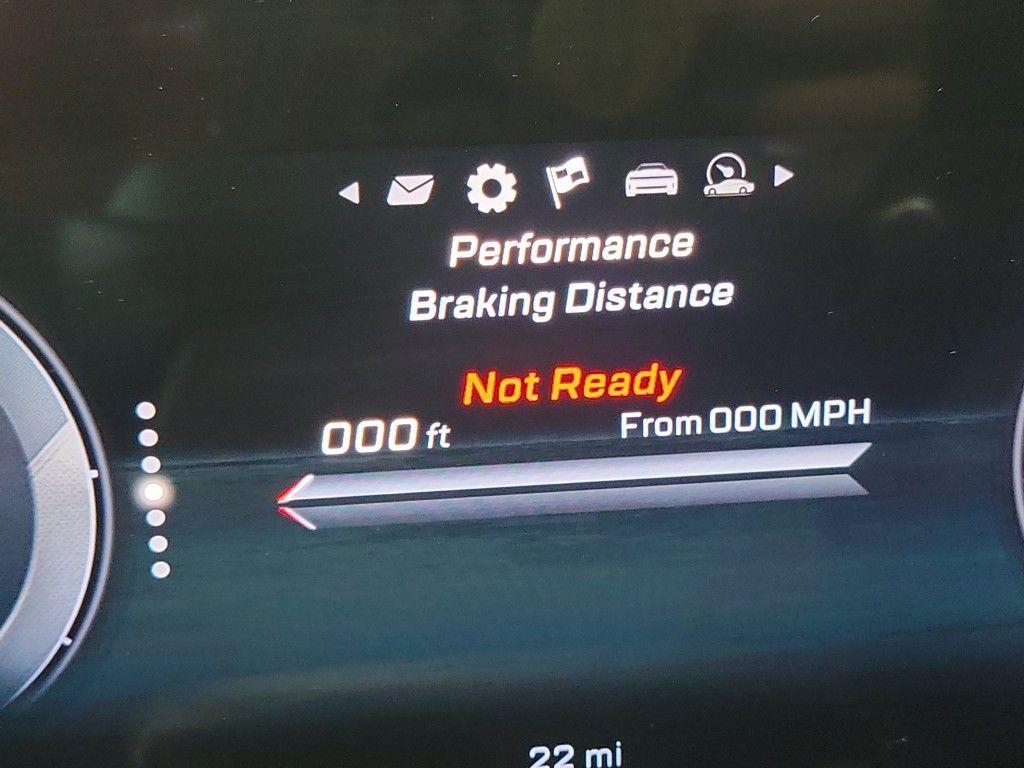 Performance
Braking Distance
Not Ready
000 ft From 000 MPH
22 mi